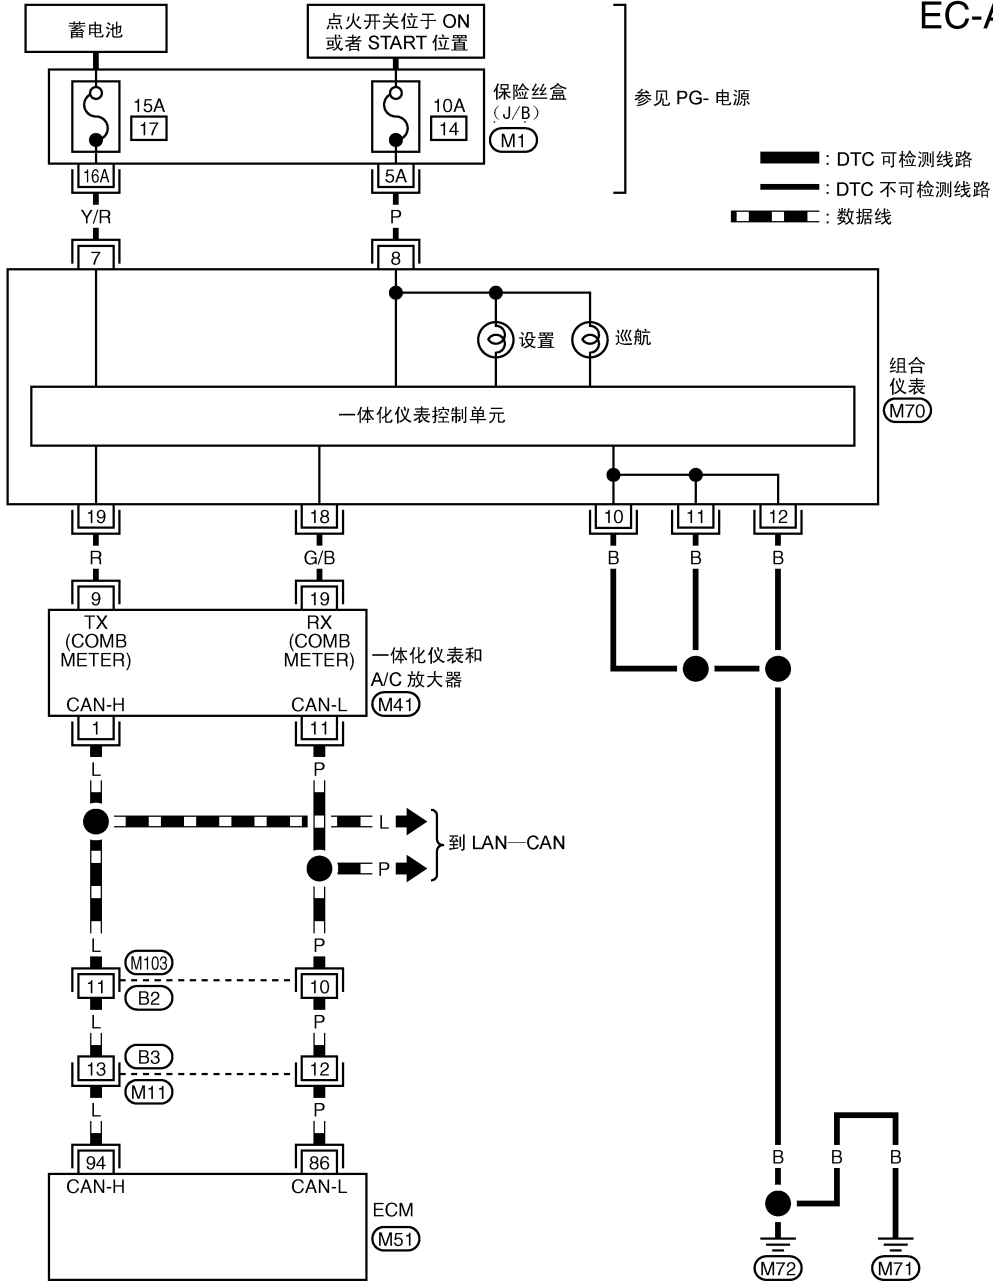 EC-A
蓄电池
点火开关位于 ON
或者 START 位置
15A
17
10A
14
保险丝盒
（J/B）
M1
参见 PG- 电源
: DTC 可检测线路
: DTC 不可检测线路
: 数据线
16A
5A
Y/R
P
7
8
设置
巡航
组合
仪表
M70
一体化仪表控制单元
19
18
10
11
12
R
G/B
B
B
B
9
19
TX
(COMB
METER)
RX
(COMB
METER)
一体化仪表和
A/C 放大器
M41
CAN-H
CAN-L
1
11
L
P
L
P
到 LAN—CAN
L
P
M103
11
10
B2
L
P
B3
13
12
M11
L
P
94
86
CAN-H
CAN-L
ECM
M51
B
B
B
M72
M71